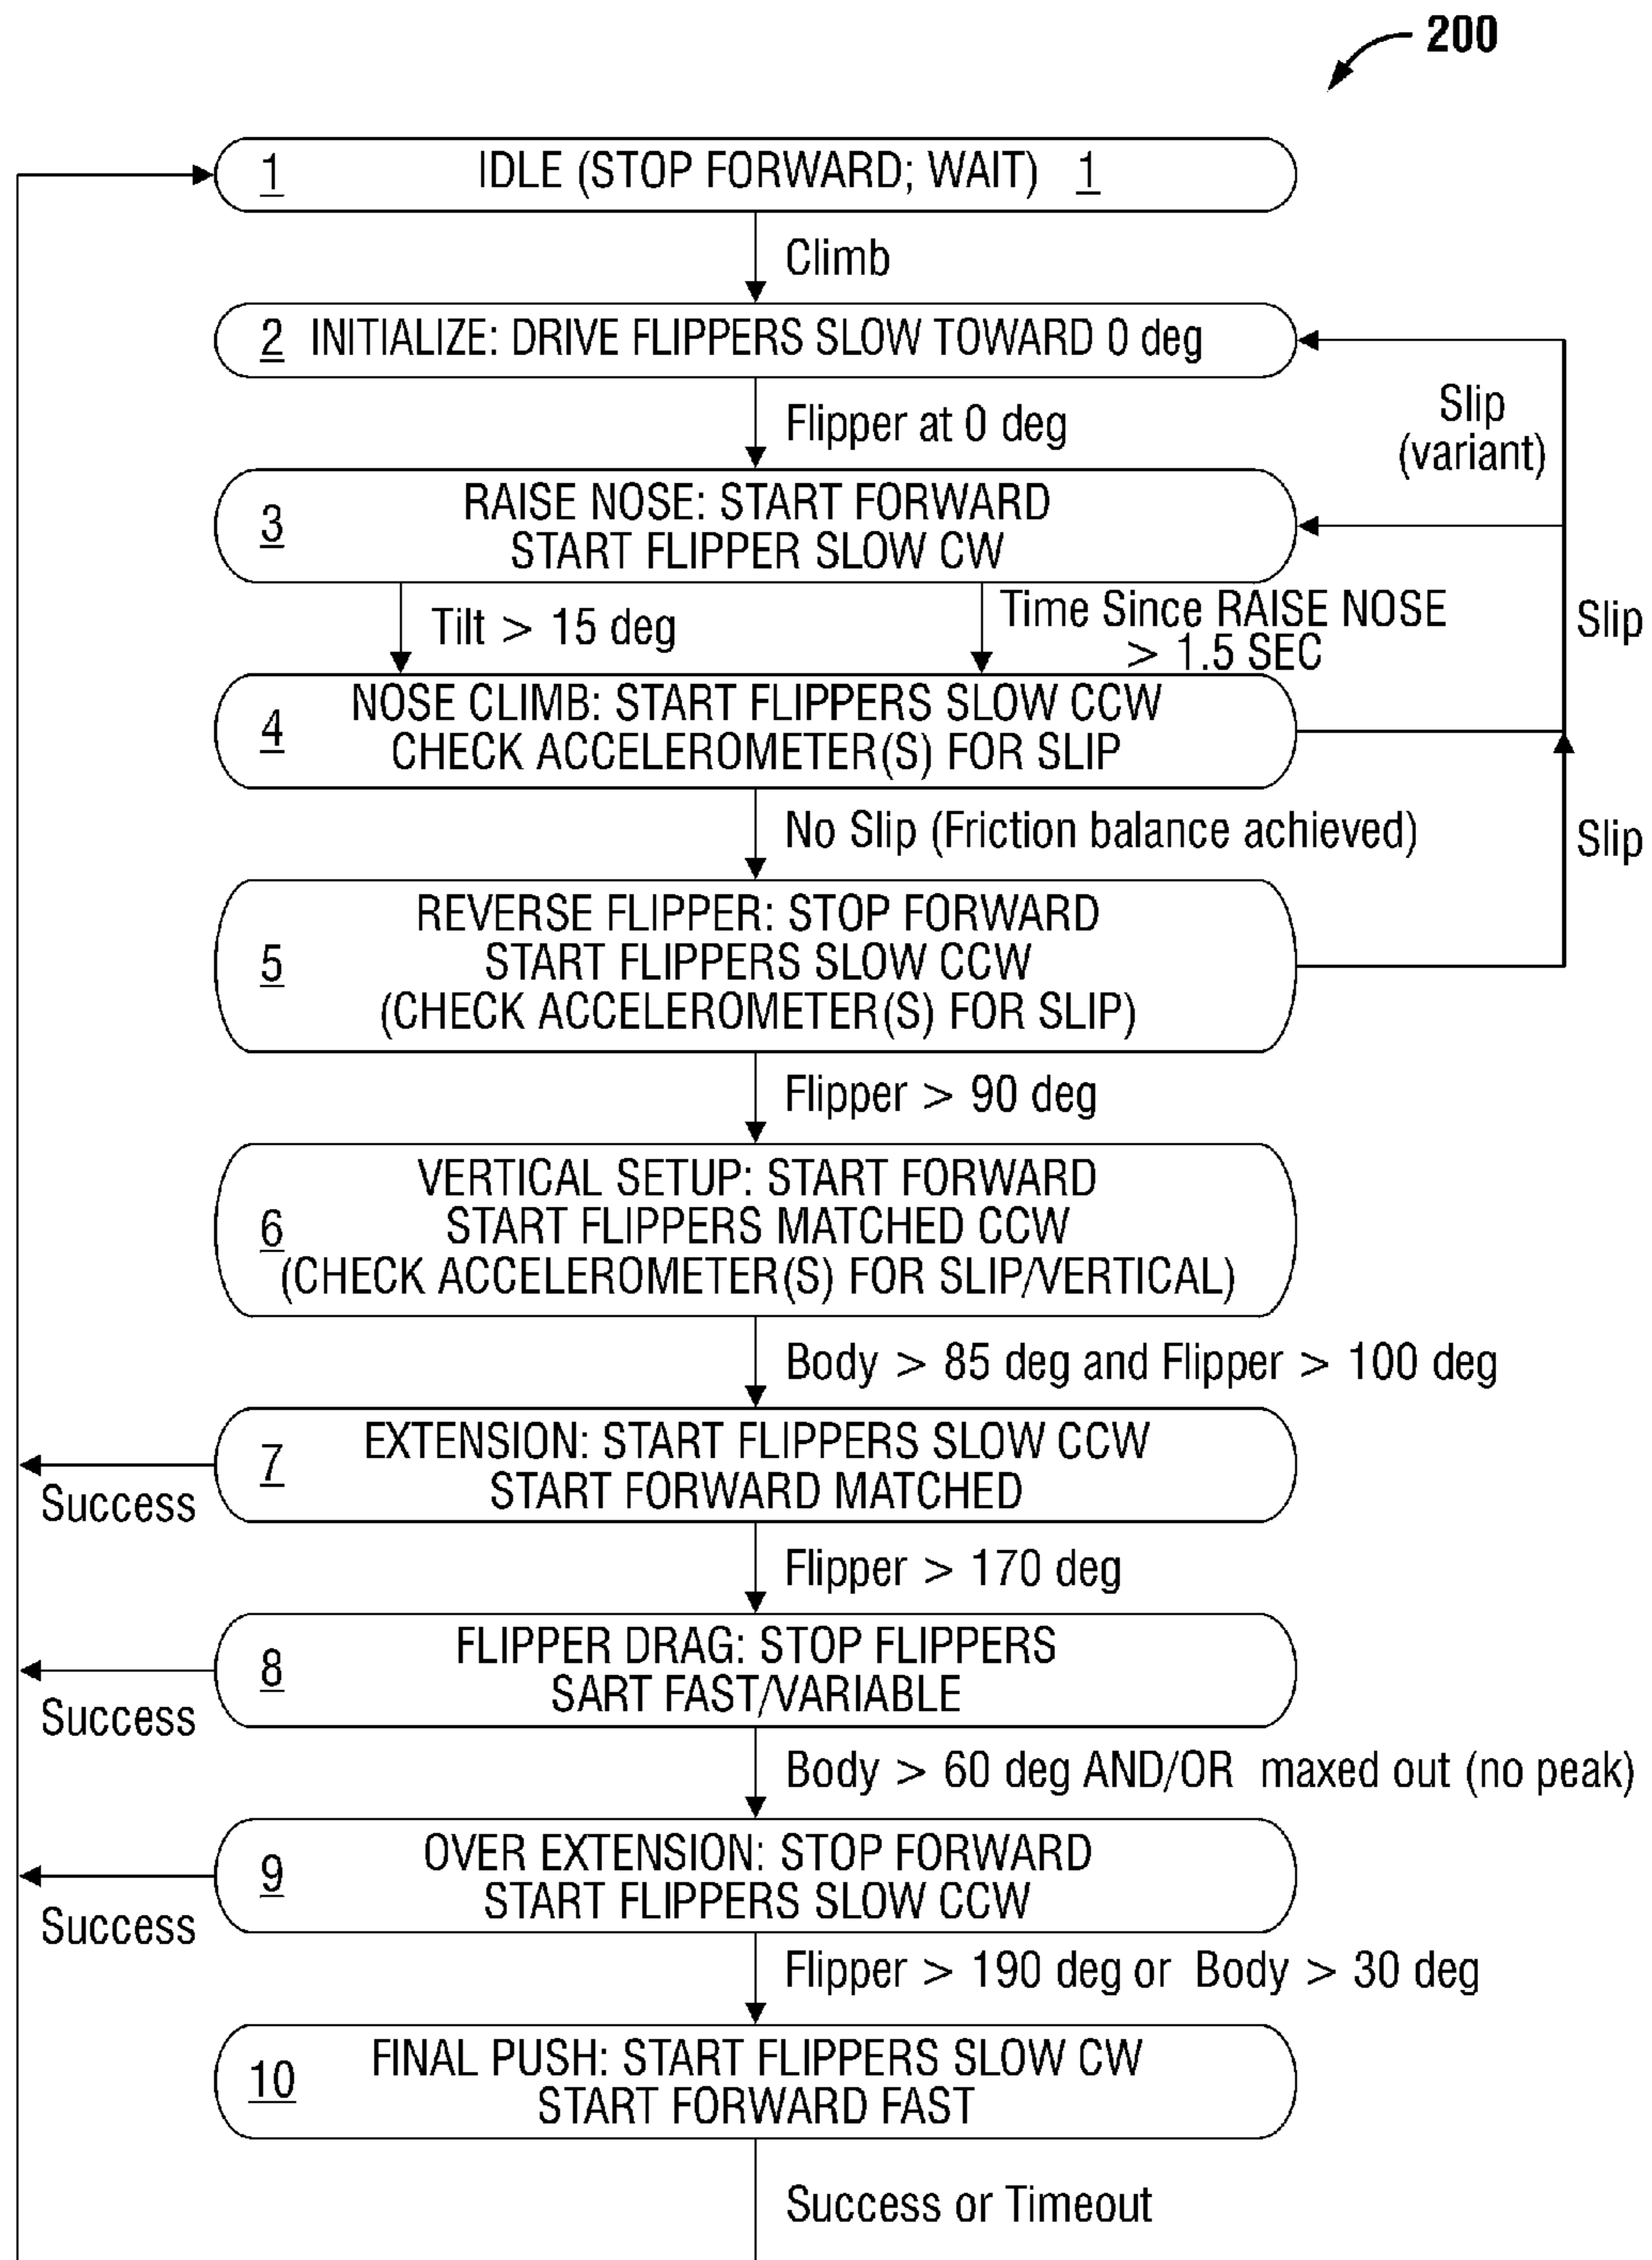 200
1 IDLE (STOP FORWARD; WAIT) 1
Climb
2 INITIALIZE: DRIVE FLIPPERS SLOW TOWARD 0 deg
Flipper at 0 deg
Slip
(variant)
3
RAISE NOSE: START FORWARD
START FLIPPER SLOW CW
Tilt > 15 deg
Time Since RAISE NOSE
> 1.5 SEC
Slip
4
NOSE CLIMB: START FLIPPERS SLOW CCW
CHECK ACCELEROMETER(S) FOR SLIP
No Slip (Friction balance achieved)
Slip
5
REVERSE FLIPPER: STOP FORWARD
START FLIPPERS SLOW CCW
(CHECK ACCELEROMETER(S) FOR SLIP)
Flipper > 90 deg
6
VERTICAL SETUP: START FORWARD
START FLIPPERS MATCHED CCW
(CHECK ACCELEROMETER(S) FOR SLIP/VERTICAL)
Body > 85 deg and Flipper > 100 deg
7
EXTENSION: START FLIPPERS SLOW CCW
START FORWARD MATCHED
Success
Flipper > 170 deg
8
FLIPPER DRAG: STOP FLIPPERS
SART FAST/VARIABLE
Success
Body > 60 deg AND/OR maxed out (no peak)
9
OVER EXTENSION: STOP FORWARD
START FLIPPERS SLOW CCW
Success
Flipper > 190 deg or Body > 30 deg
10
FINAL PUSH: START FLIPPERS SLOW CW
START FORWARD FAST
Success or Timeout